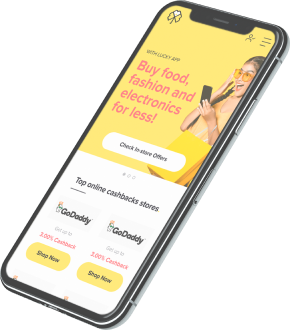 WITH LUCKY APP
Buy food,
fashion and
electronics
for less!
Check in-store Offers
Top online cashbacks stores
GoDaddy
GoDaddy
Get up to
3.00% Cashback
Get up to
3.00% Cashback
Shop Now
Shop Now